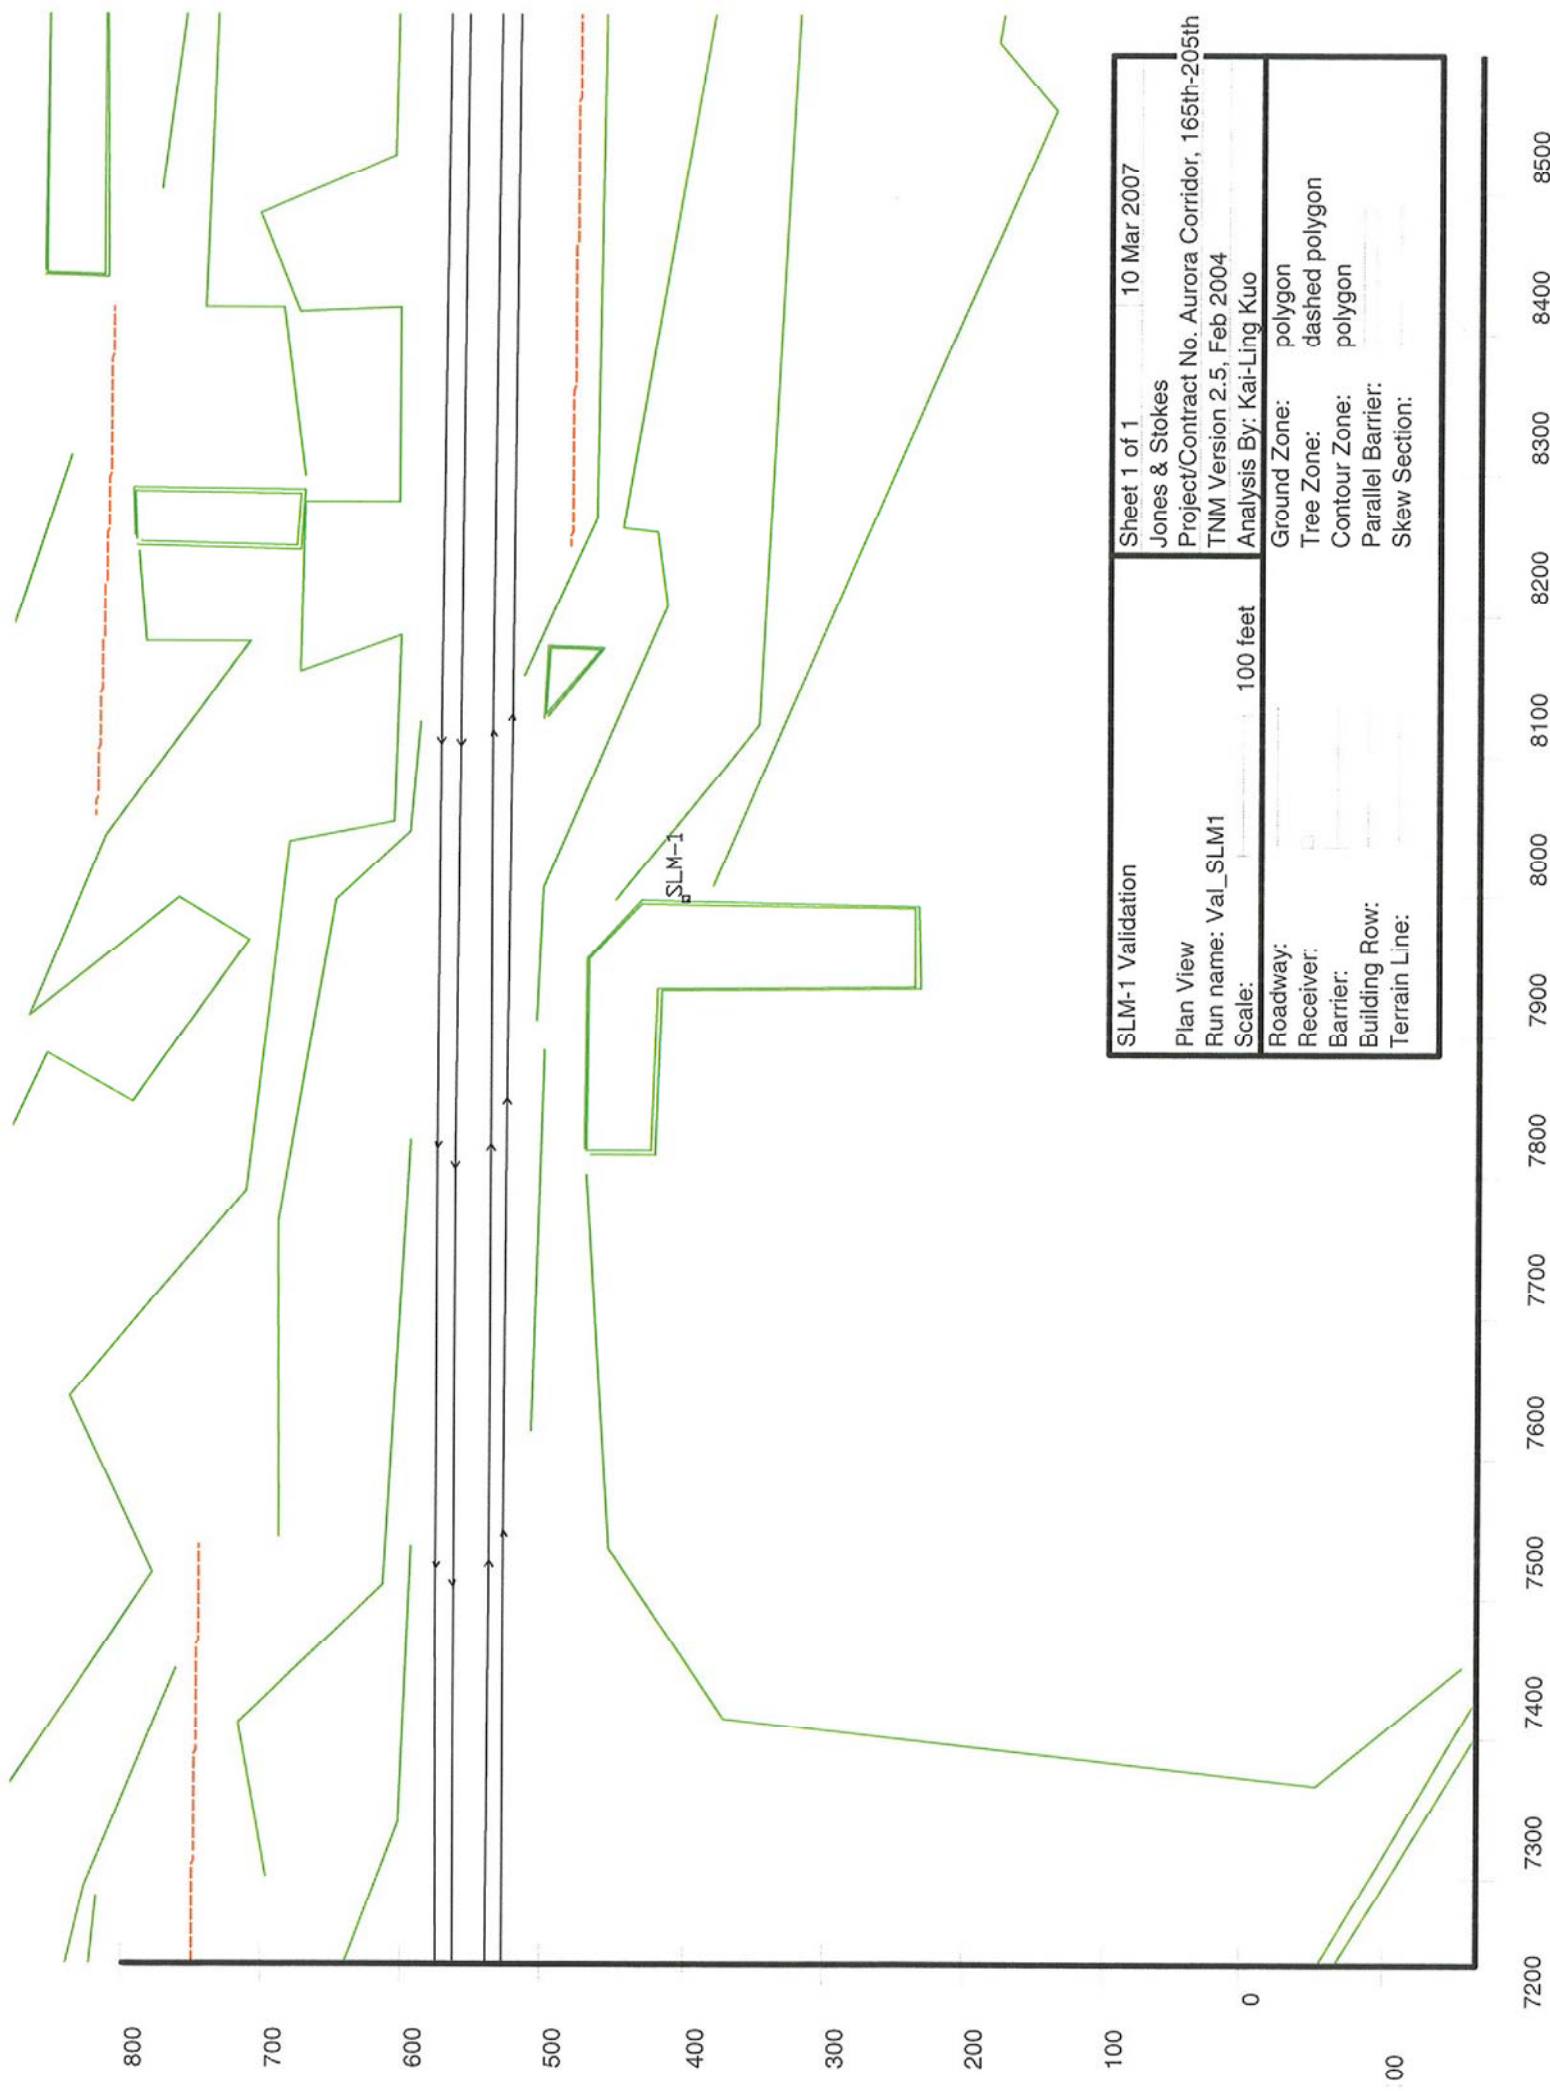 SLM-1
SLM-1 Validation
Plan View
Run name: Val_SLM1
Scale: 100 feet
Sheet 1 of 1 10 Mar 2007
Jones & Stokes
Project/Contract No. Aurora Corridor, 165th-205th
TNM Version 2.5, Feb 2004
Analysis By: Kai-Ling Kuo
Roadway:
Receiver:
Barrier:
Building Row:
Terrain Line:
Ground Zone: polygon
Tree Zone: dashed polygon
Contour Zone: polygon
Parallel Barrier:
Skew Section:
800
700
600
500
400
300
200
100
0
00
7200 7300 7400 7500 7600 7700 7800 7900 8000 8100 8200 8300 8400 8500